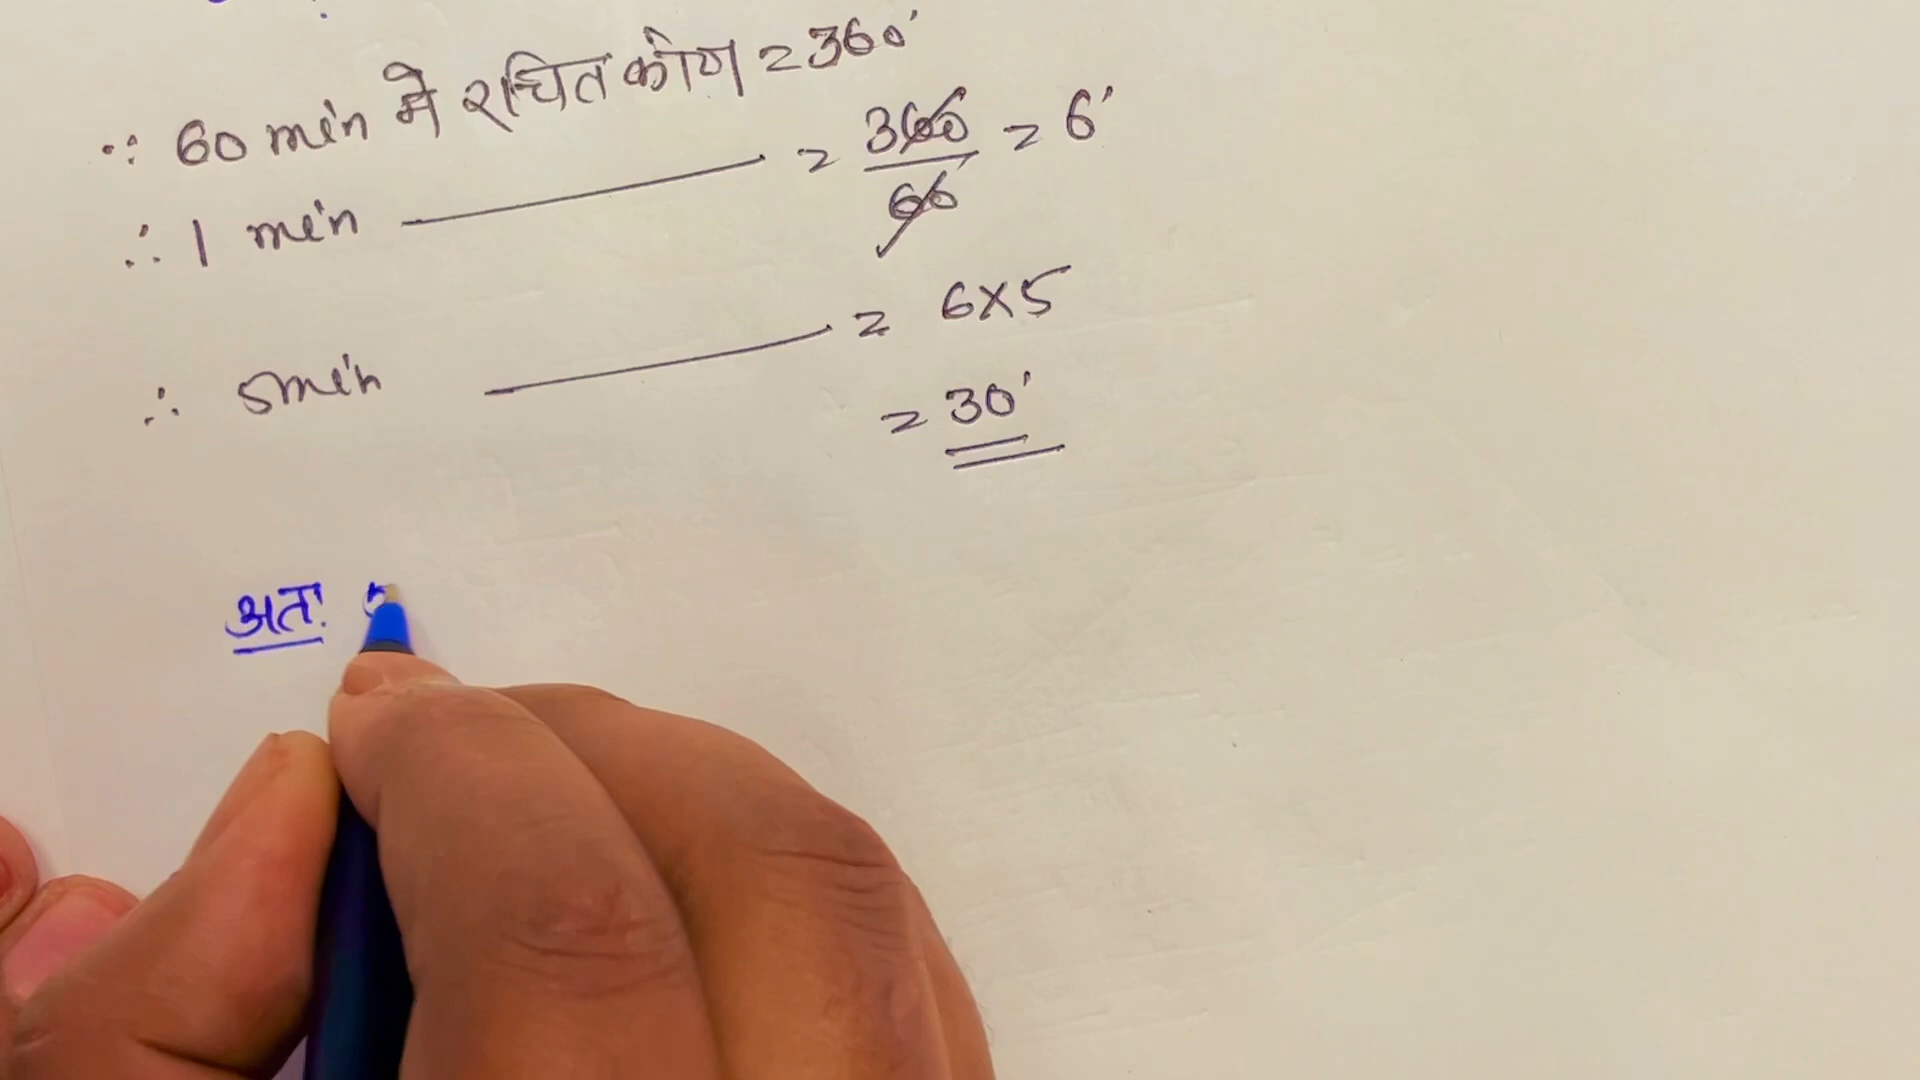 ∵ 60 min में रचित कोण = 360°
∴ 1 min ——— = 360/60 = 6°
∴ 5 min ——— = 6×5
= 30°
अतः